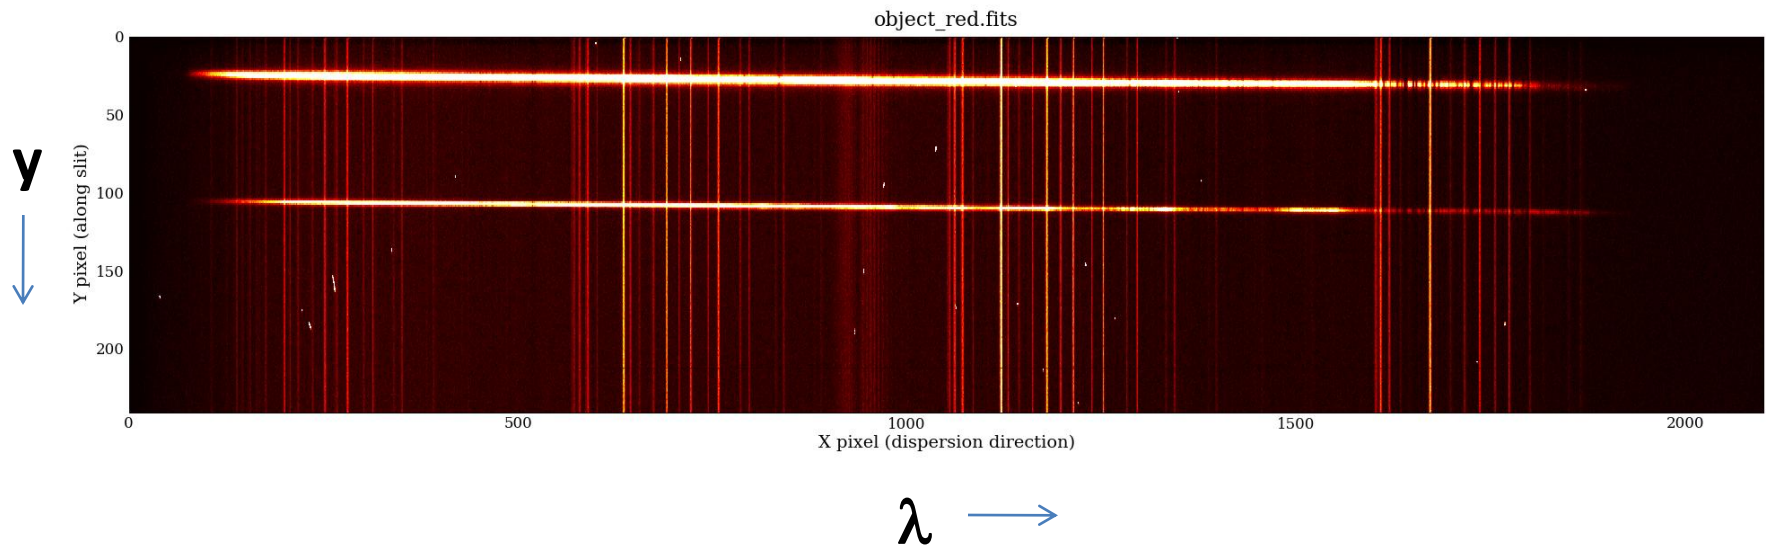 object_red.fits
0
50
100
150
200
y
Y pixel (along slit)
0 500 1000 1500 2000
X pixel (dispersion direction)
λ